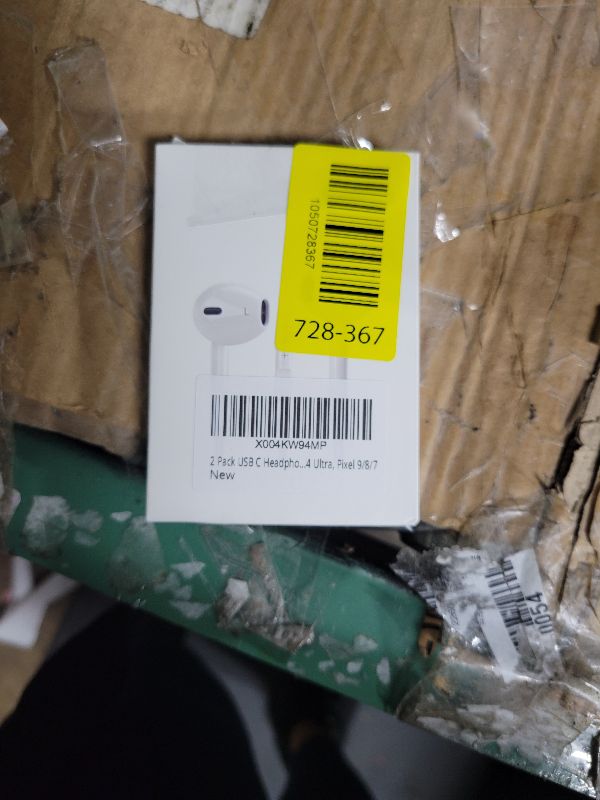 1050728367
728-367
L
X004KW94MP
2 Pack USB C Headpho...4 Ultra, Pixel 9/8/7
New
0054